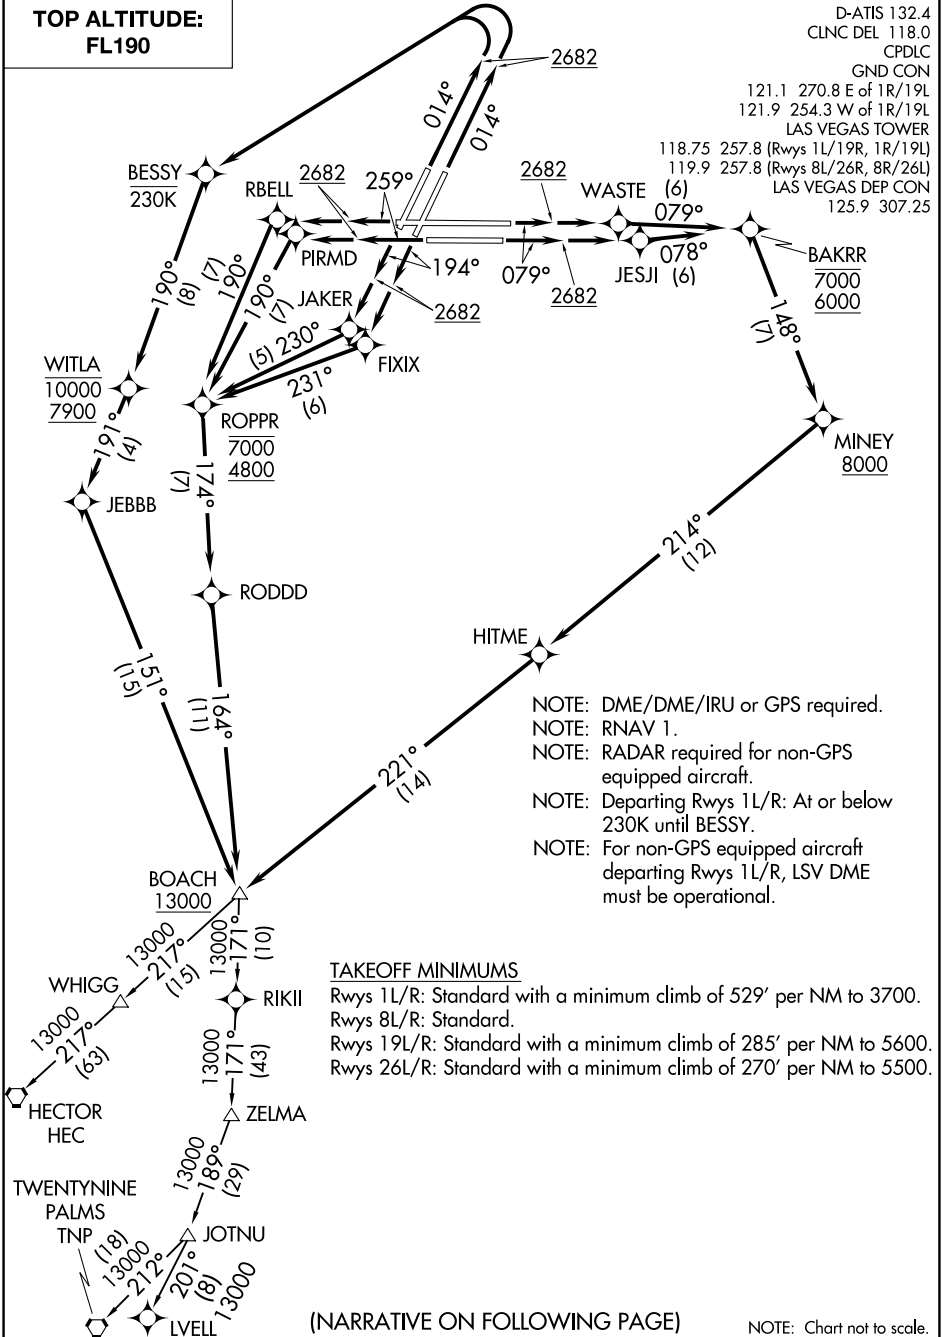 TOP ALTITUDE:
FL190
D-ATIS 132.4
CLNC DEL 118.0
CPDLC
GND CON
121.1 270.8 E of 1R/19L
121.9 254.3 W of 1R/19L
LAS VEGAS TOWER
118.75 257.8 (Rwys 1L/19R, 1R/19L)
119.9 257.8 (Rwys 8L/26R, 8R/26L)
LAS VEGAS DEP CON
125.9 307.25
2682
014°
014°
BESSY
230K
RBELL
2682
259°
2682
WASTE
(6)
079°
PIRMD
194°
079°
2682
JESJI
078°
(6)
BAKRR
7000
6000
190°
(8)
(7)
190°
190°
(7)
JAKER
2682
FIXIX
(5) 230°
231°
(6)
148°
(7)
WITLA
10000
7900
ROPPR
7000
4800
191°
(4)
174°
(7)
MINEY
8000
JEBBB
214°
(12)
RODDD
HITME
151°
(15)
164°
(11)
221°
(14)
NOTE: DME/DME/IRU or GPS required.
NOTE: RNAV 1.
NOTE: RADAR required for non-GPS
equipped aircraft.
NOTE: Departing Rwys 1L/R: At or below
230K until BESSY.
NOTE: For non-GPS equipped aircraft
departing Rwys 1L/R, LSV DME
must be operational.
BOACH
13000
13000
217°
(15)
13000
171°
(10)
WHIGG
RIKII
TAKEOFF MINIMUMS
Rwys 1L/R: Standard with a minimum climb of 529' per NM to 3700.
Rwys 8L/R: Standard.
Rwys 19L/R: Standard with a minimum climb of 285' per NM to 5600.
Rwys 26L/R: Standard with a minimum climb of 270' per NM to 5500.
13000
217°
(63)
13000
171°
(43)
HECTOR
HEC
ZELMA
13000
189°
(29)
TWENTYNINE
PALMS
TNP
JOTNU
(18)
13000
212°
201°
(8)
13000
LVELL
(NARRATIVE ON FOLLOWING PAGE)
NOTE: Chart not to scale.